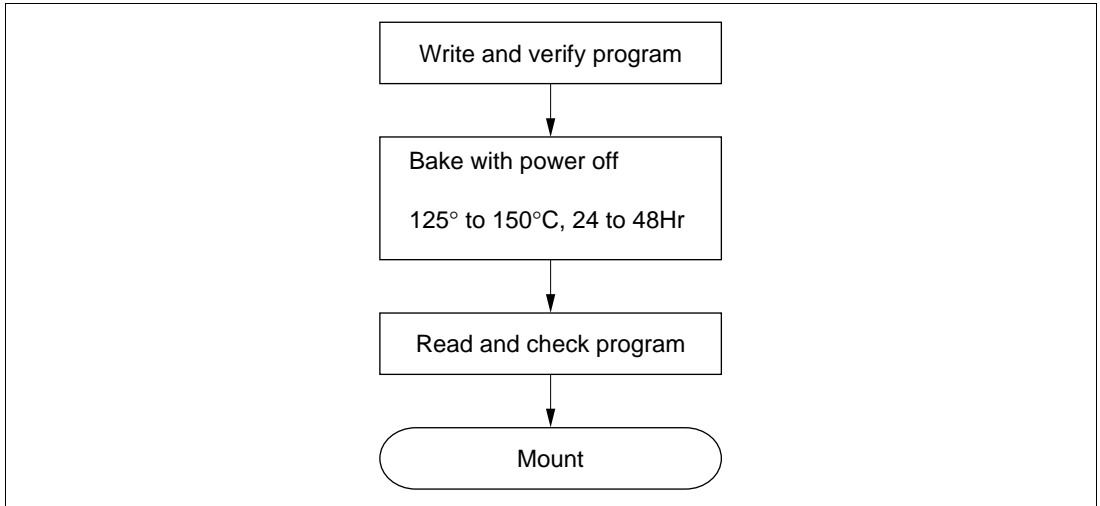 Write and verify program
Bake with power off
125° to 150°C, 24 to 48Hr
Read and check program
Mount